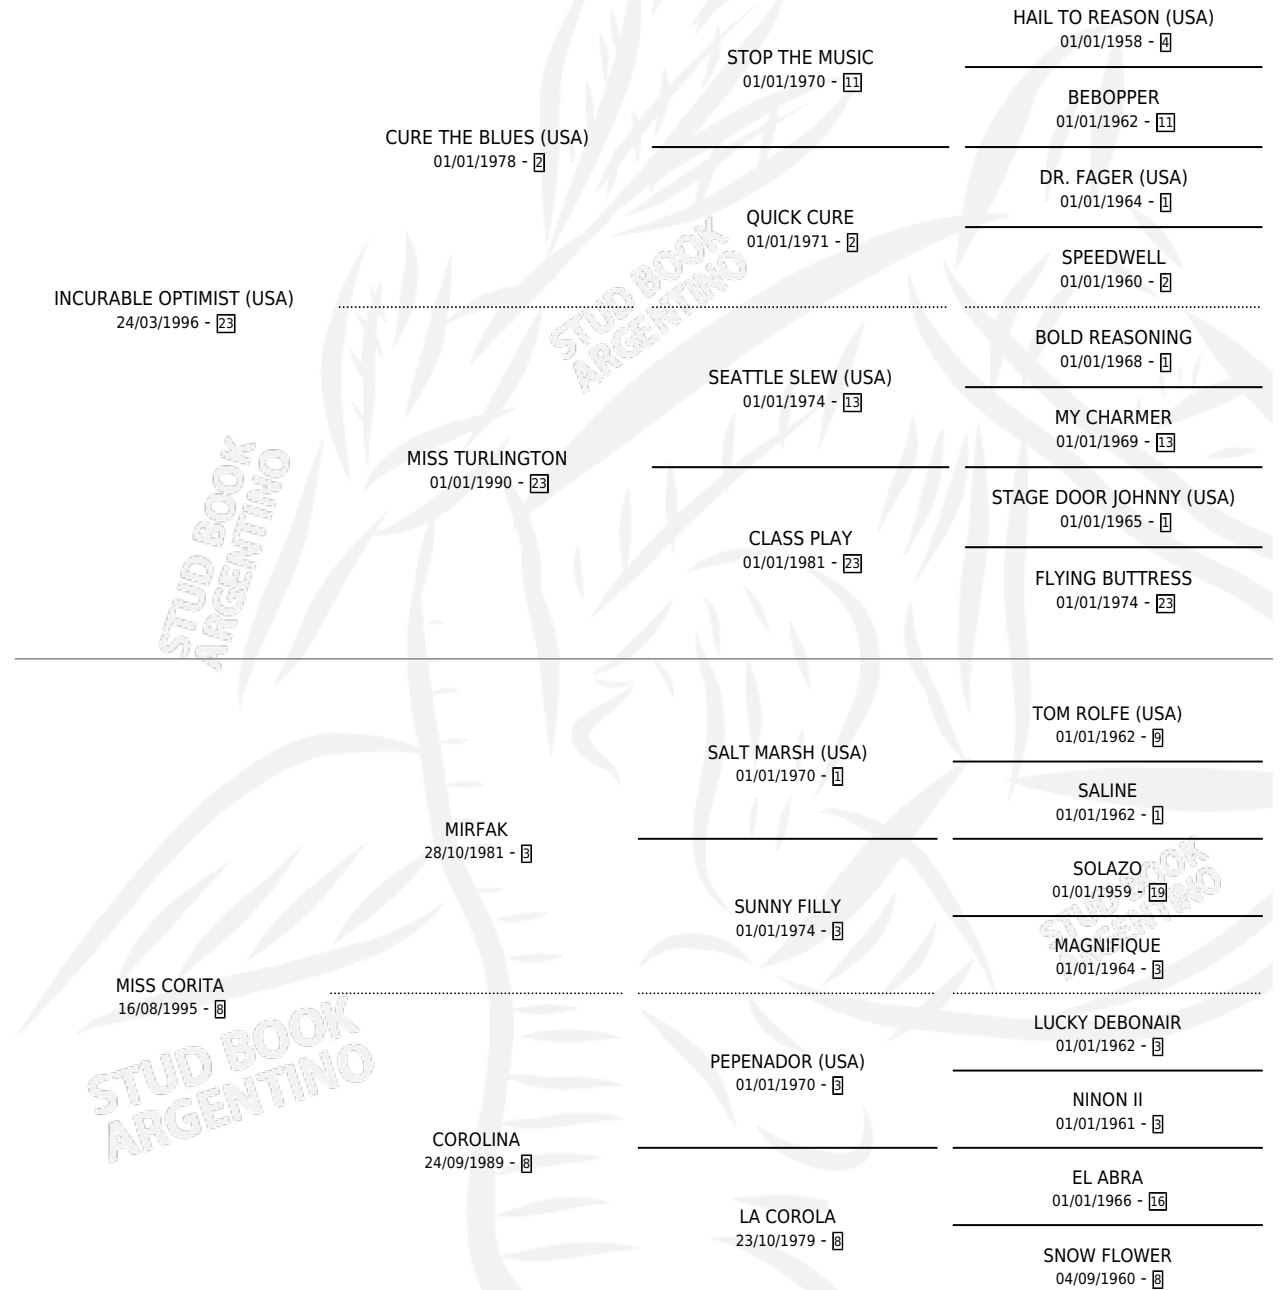 HAIL TO REASON (USA)
01/01/1958 - 4
STOP THE MUSIC
01/01/1970 - 11
BEBOPPER
01/01/1962 - 11
CURE THE BLUES (USA)
01/01/1978 - 2
DR. FAGER (USA)
01/01/1964 - 1
QUICK CURE
01/01/1971 - 2
SPEEDWELL
01/01/1960 - 2
INCURABLE OPTIMIST (USA)
24/03/1996 - 23
BOLD REASONING
01/01/1968 - 1
SEATTLE SLEW (USA)
01/01/1974 - 13
MY CHARMER
01/01/1969 - 13
MISS TURLINGTON
01/01/1990 - 23
STAGE DOOR JOHNNY (USA)
01/01/1965 - 1
CLASS PLAY
01/01/1981 - 23
FLYING BUTTRESS
01/01/1974 - 23
STUD BOOK
ARGENTINO
STUD BOOK
ARGENTINO
TOM ROLFE (USA)
01/01/1962 - 9
SALT MARSH (USA)
01/01/1970 - 1
SALINE
01/01/1962 - 1
MIRFAK
28/10/1981 - 3
SOLAZO
01/01/1959 - 19
SUNNY FILLY
01/01/1974 - 3
MAGNIFIQUE
01/01/1964 - 3
STUD BOOK
ARGENTINO
MISS CORITA
16/08/1995 - 8
LUCKY DEBONAIR
01/01/1962 - 3
PEPENADOR (USA)
01/01/1970 - 3
NINON II
01/01/1961 - 3
COROLINA
24/09/1989 - 8
EL ABRA
01/01/1966 - 16
LA COROLA
23/10/1979 - 8
SNOW FLOWER
04/09/1960 - 8
STUD BOOK
ARGENTINO